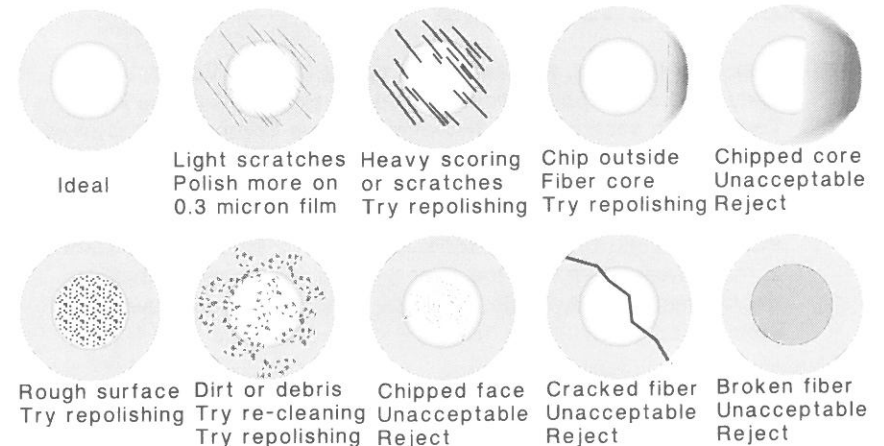 Ideal
Light scratches
Polish more on
0.3 micron film
Heavy scoring
or scratches
Try repolishing
Chip outside
Fiber core
Try repolishing
Chipped core
Unacceptable
Reject
Rough surface
Try repolishing
Dirt or debris
Try re-cleaning
Try repolishing
Chipped face
Unacceptable
Reject
Cracked fiber
Unacceptable
Reject
Broken fiber
Unacceptable
Reject